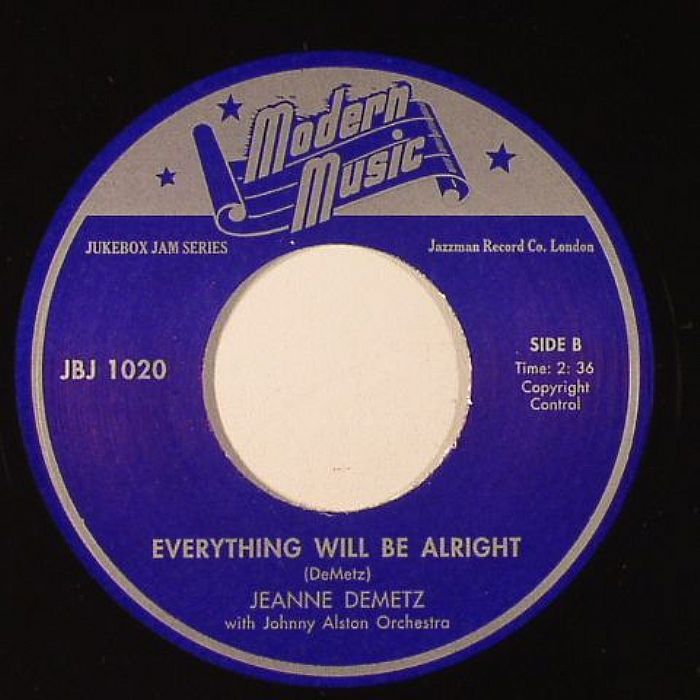 Modern
Music
JUKEBOX JAM SERIES
Jazzman Record Co. London
JBJ 1020
SIDE B
Time: 2: 36
Copyright
Control
EVERYTHING WILL BE ALRIGHT
(DeMetz)
JEANNE DEMETZ
with Johnny Alston Orchestra